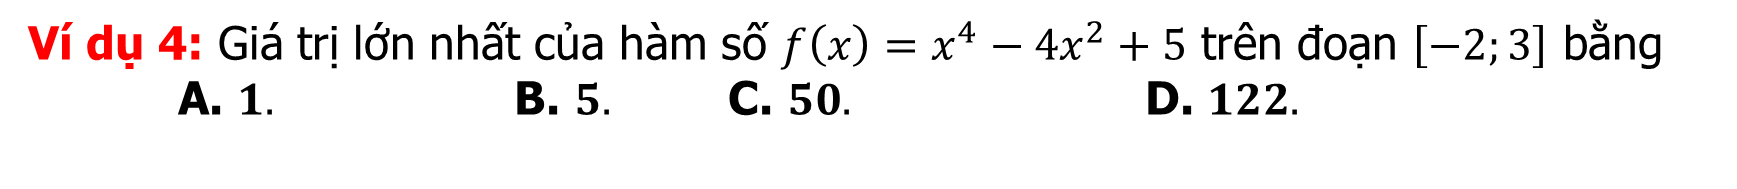 Ví dụ 4: Giá trị lớn nhất của hàm số f(x) = x⁴ − 4x² + 5 trên đoạn [−2; 3] bằng
A. 1. B. 5. C. 50. D. 122.